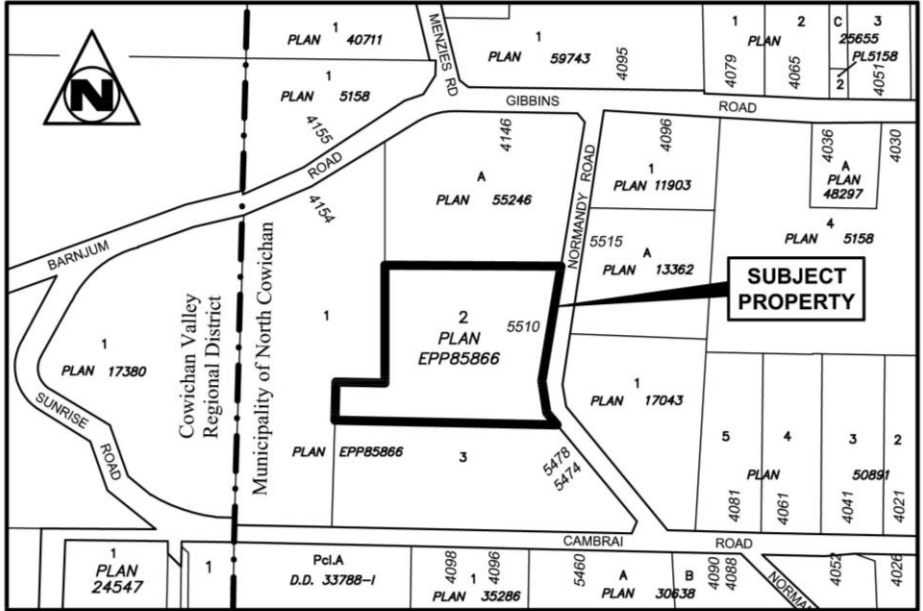 1
PLAN 40711
MENZIES RD
1
PLAN 59743
4095
1
2
C
3
PLAN
25655
4079
4065
2
PL5158
4051
N
1
PLAN 5158
GIBBINS
ROAD
4155
ROAD
4154
BARNJUM
4146
A
PLAN 55246
NORMANDY ROAD
4096
1
PLAN 11903
4036
4030
A
PLAN
48297
4
PLAN 5158
5515
A
PLAN 13362
SUBJECT
PROPERTY
Cowichan Valley
Regional District
Municipality of North Cowichan
1
2
PLAN
EPP85866
5510
1
PLAN 17380
SUNRISE
ROAD
1
PLAN 17043
PLAN EPP85866
3
5478
5474
5
4
3
2
PLAN
50891
4081
4061
4041
4021
CAMBRAI
ROAD
1
PLAN
24547
1
Pcl.A
D.D. 33788-I
4098
4096
1
PLAN 35286
5460
A
B
PLAN 30638
4090
4088
NORMAN
4052
4026